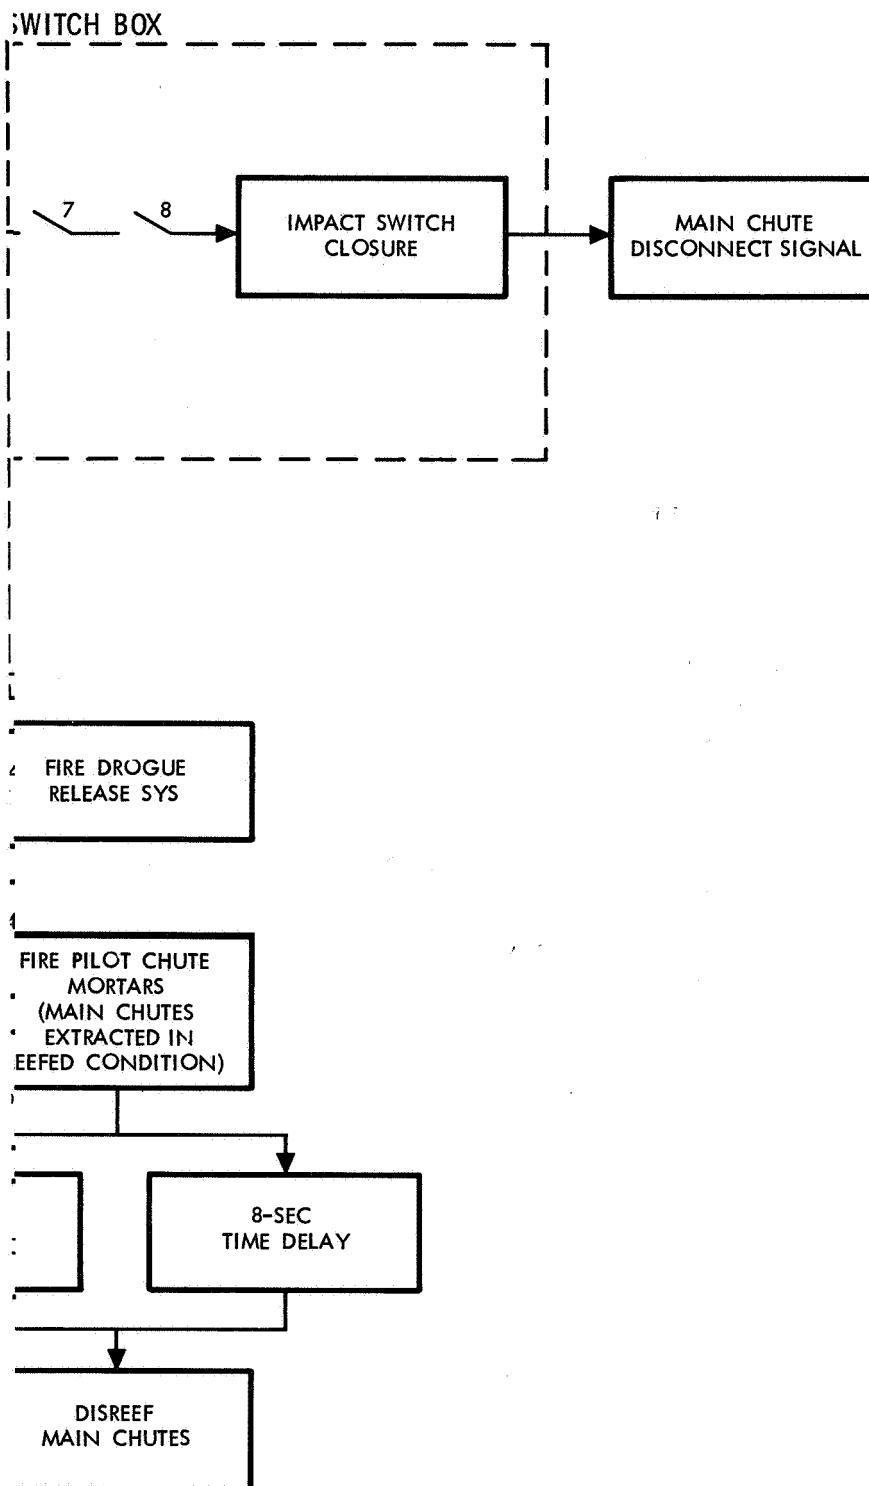 SWITCH BOX
7
8
IMPACT SWITCH
CLOSURE
MAIN CHUTE
DISCONNECT SIGNAL
FIRE DROGUE
RELEASE SYS
FIRE PILOT CHUTE
MORTARS
(MAIN CHUTES
EXTRACTED IN
EEFED CONDITION)
8-SEC
TIME DELAY
DISREEF
MAIN CHUTES